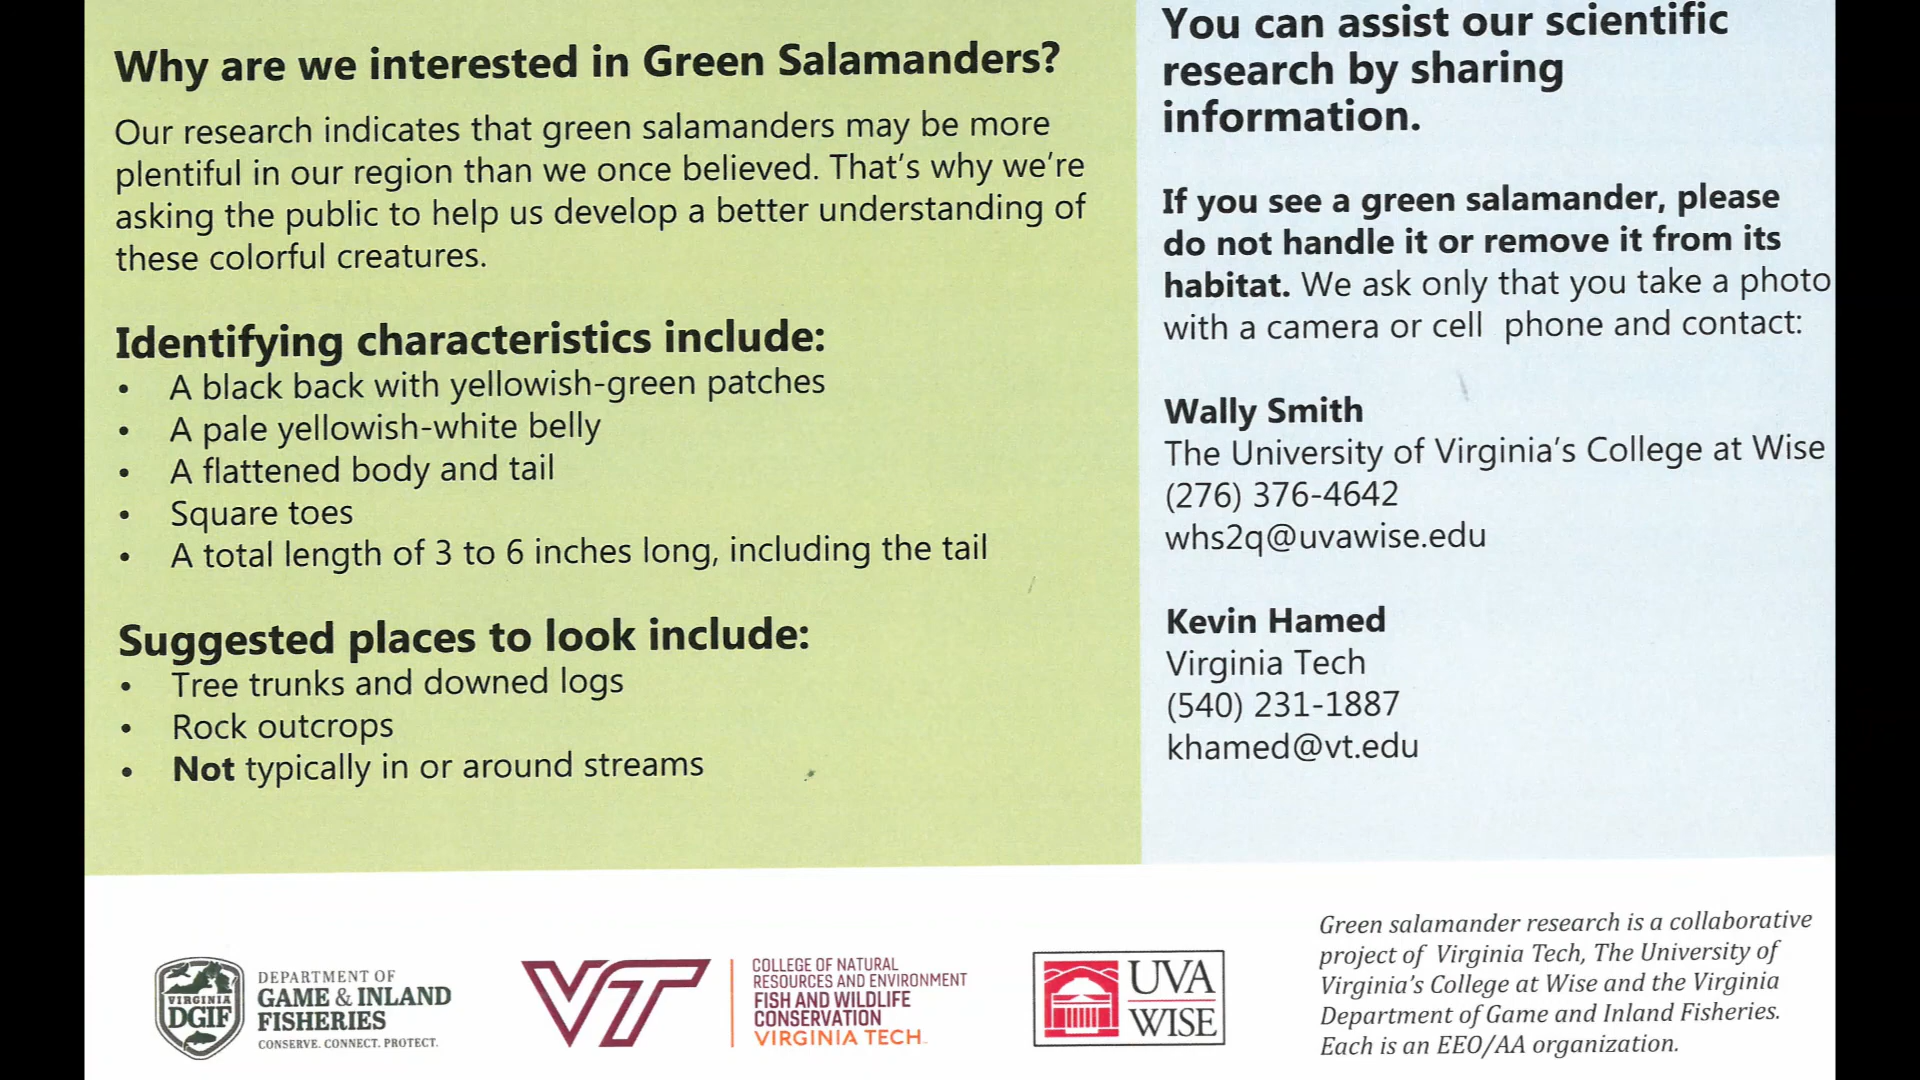 Why are we interested in Green Salamanders?
Our research indicates that green salamanders may be more
plentiful in our region than we once believed. That's why we're
asking the public to help us develop a better understanding of
these colorful creatures.
Identifying characteristics include:
• A black back with yellowish-green patches
• A pale yellowish-white belly
• A flattened body and tail
• Square toes
• A total length of 3 to 6 inches long, including the tail
Suggested places to look include:
• Tree trunks and downed logs
• Rock outcrops
• Not typically in or around streams
You can assist our scientific
research by sharing
information.
If you see a green salamander, please
do not handle it or remove it from its
habitat. We ask only that you take a photo
with a camera or cell phone and contact:
Wally Smith
The University of Virginia's College at Wise
(276) 376-4642
whs2q@uvawise.edu
Kevin Hamed
Virginia Tech
(540) 231-1887
khamed@vt.edu
VIRGINIA
DGIF
DEPARTMENT OF
GAME & INLAND
FISHERIES
CONSERVE. CONNECT. PROTECT.
VT
COLLEGE OF NATURAL
RESOURCES AND ENVIRONMENT
FISH AND WILDLIFE
CONSERVATION
VIRGINIA TECH
UVA
WISE
Green salamander research is a collaborative
project of Virginia Tech, The University of
Virginia's College at Wise and the Virginia
Department of Game and Inland Fisheries.
Each is an EEO/AA organization.